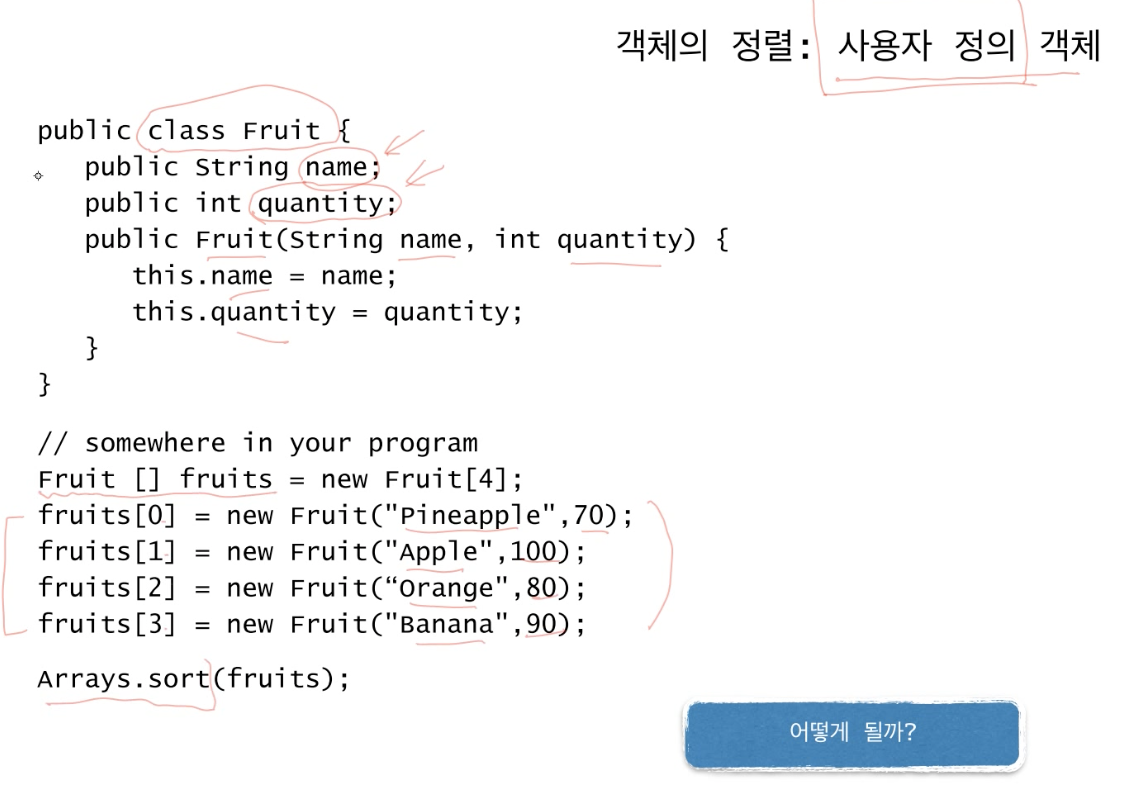 객체의 정렬: 사용자 정의 객체
public class Fruit {
public String name;
public int quantity;
public Fruit(String name, int quantity) {
this.name = name;
this.quantity = quantity;
}
}
// somewhere in your program
Fruit [] fruits = new Fruit[4];
fruits[0] = new Fruit("Pineapple",70);
fruits[1] = new Fruit("Apple",100);
fruits[2] = new Fruit(“Orange",80);
fruits[3] = new Fruit("Banana",90);
Arrays.sort(fruits);
어떻게 될까?